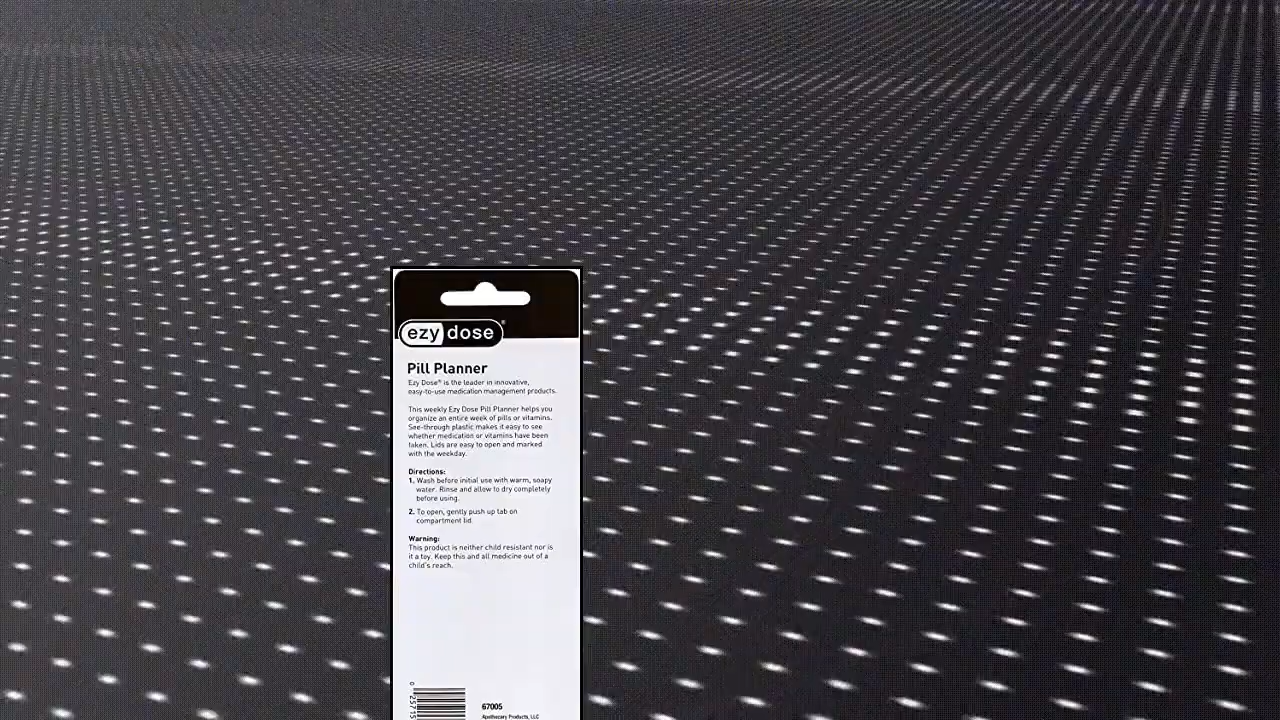 ezy dose®
Pill Planner
Ezy Dose® is the leader in innovative,
easy-to-use medication management products.
This weekly Ezy Dose Pill Planner helps you
organize an entire week of pills or vitamins.
See-through plastic makes it easy to see
whether medication or vitamins have been
taken. Lids are easy to open and marked
with the weekday.
Directions:
1. Wash before initial use with warm, soapy
water. Rinse and allow to dry completely
before using.
2. To open, gently push up tab on
compartment lid.
Warning:
This product is neither child resistant nor is
it a toy. Keep this and all medicine out of a
child's reach.
0 25715
67005
Apothecary Products, LLC